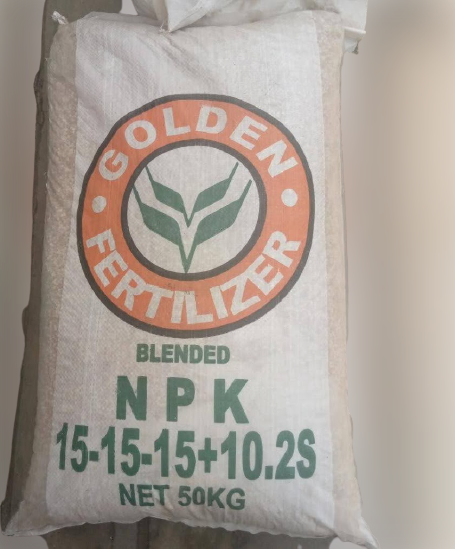 GOLDEN
FERTILIZER
BLENDED
NPK
15-15-15+10.2S
NET 50KG